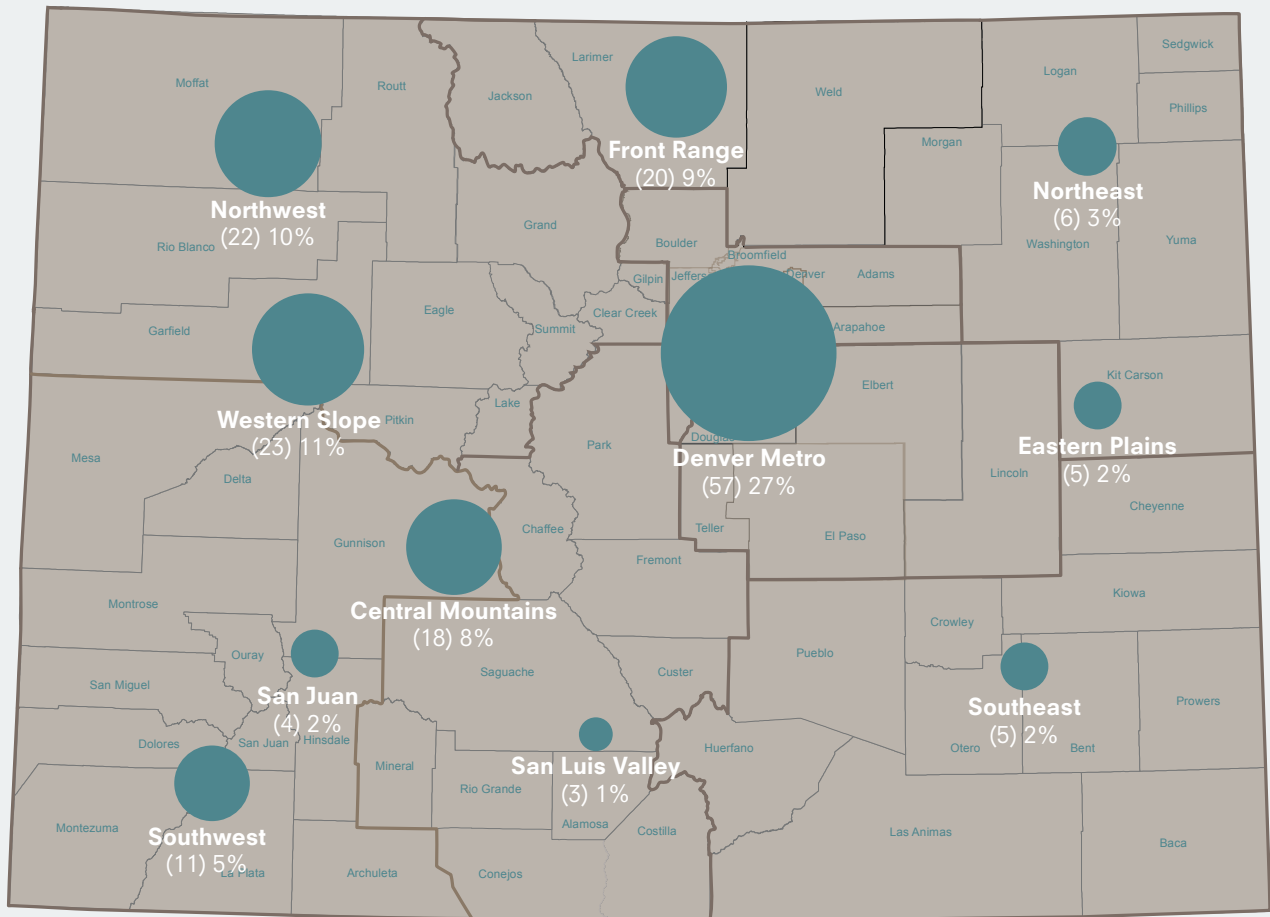 Sedgwick
Larimer
Logan
Moffat
Routt
Weld
Jackson
Phillips
Morgan
Front Range
(20) 9%
Northeast
(6) 3%
Northwest
(22) 10%
Grand
Yuma
Boulder
Washington
Rio Blanco
Broomfield
Gilpin
Jeffers
Denver
Adams
Eagle
Clear Creek
Summit
Garfield
Arapahoe
Kit Carson
Elbert
Lake
Western Slope
(23) 11%
Pitkin
Douglas
Park
Eastern Plains
(5) 2%
Mesa
Denver Metro
(57) 27%
Delta
Lincoln
Cheyenne
Chaffee
Teller
El Paso
Gunnison
Fremont
Kiowa
Montrose
Central Mountains
(18) 8%
Crowley
Ouray
Pueblo
Saguache
Custer
San Miguel
San Juan
(4) 2%
Prowers
Southeast
(5) 2%
Dolores
San Juan
Hinsdale
Huerfano
Otero
Bent
Mineral
San Luis Valley
(3) 1%
Rio Grande
Alamosa
Montezuma
Southwest
(11) 5%
Costilla
Las Animas
Baca
La Plata
Archuleta
Conejos